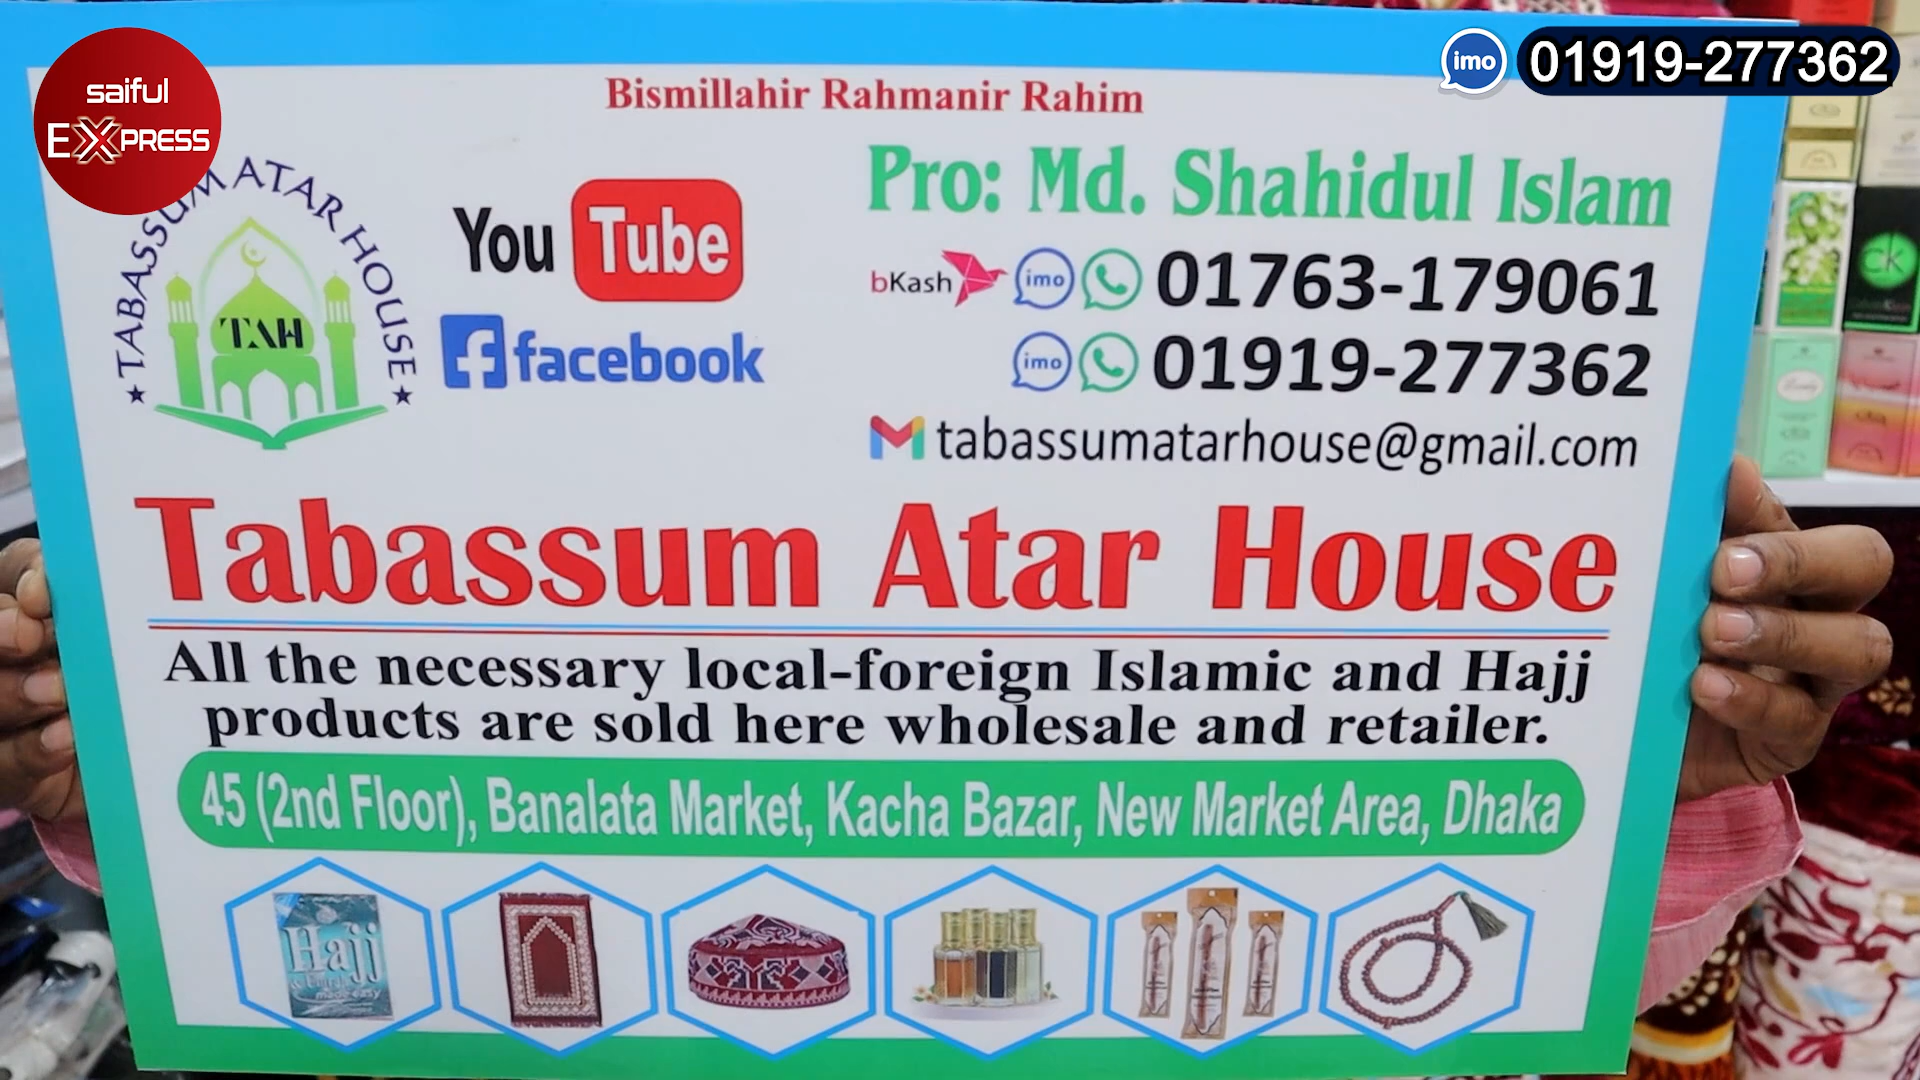 saiful
EXPRESS
imo 01919-277362
Bismillahir Rahmanir Rahim
TABASSUM ATAR HOUSE
TAH
You Tube
facebook
Pro: Md. Shahidul Islam
bKash imo 01763-179061
imo 01919-277362
tabassumatarhouse@gmail.com
Tabassum Atar House
All the necessary local-foreign Islamic and Hajj
products are sold here wholesale and retailer.
45 (2nd Floor), Banalata Market, Kacha Bazar, New Market Area, Dhaka
Hajj
made easy
CK